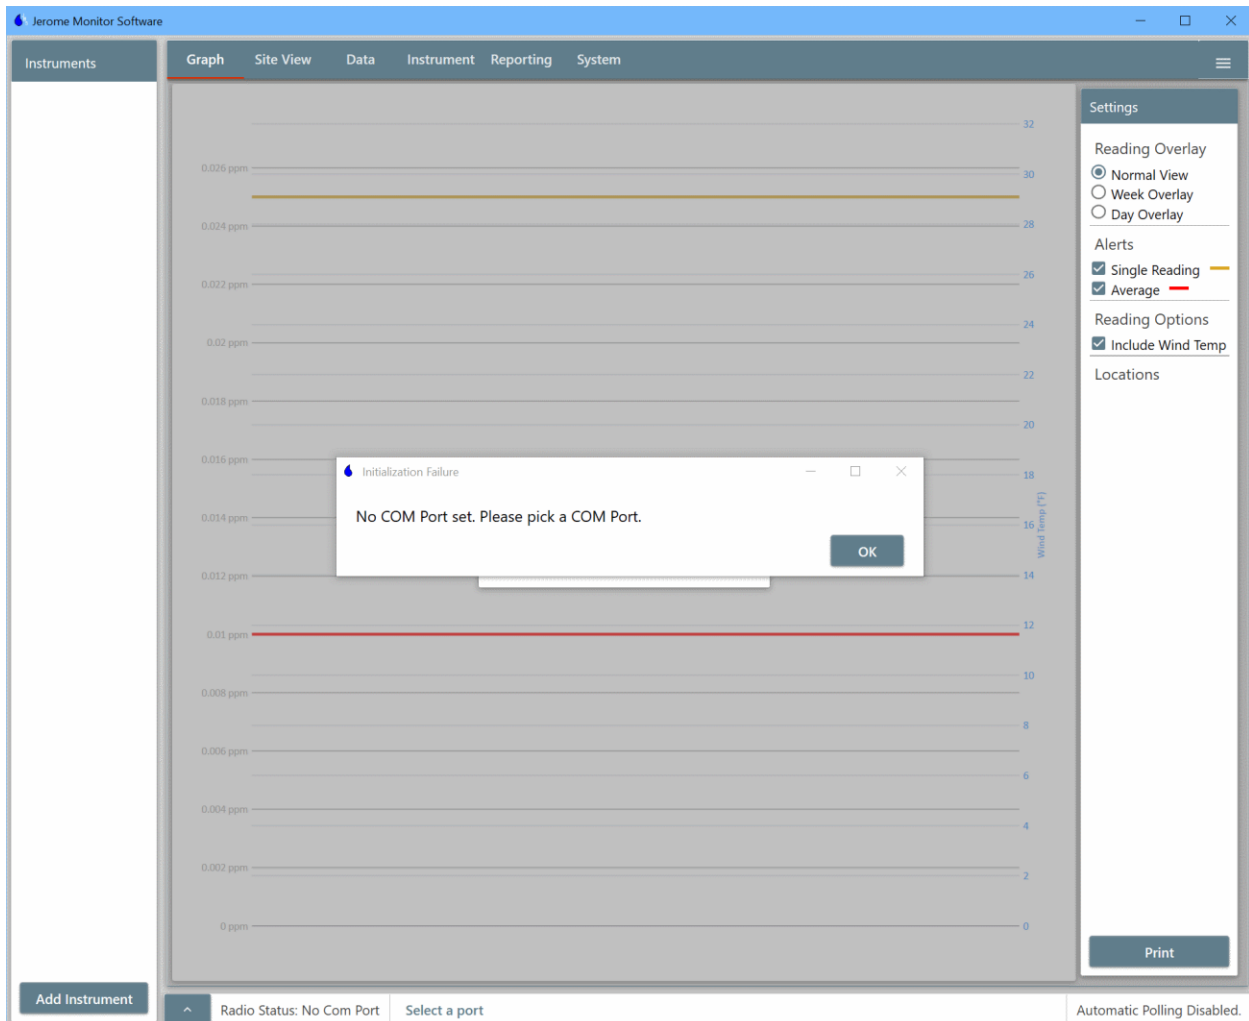 Jerome Monitor Software
Instruments
Graph Site View Data Instrument Reporting System
Settings
Reading Overlay
Normal View
Week Overlay
Day Overlay
Alerts
Single Reading
Average
Reading Options
Include Wind Temp
Locations
Print
0.026 ppm
0.024 ppm
0.022 ppm
0.02 ppm
0.018 ppm
0.016 ppm
0.014 ppm
0.012 ppm
0.01 ppm
0.008 ppm
0.006 ppm
0.004 ppm
0.002 ppm
0 ppm
32
30
28
26
24
22
20
18
16
14
12
10
8
6
4
2
0
Wind Temp (°F)
Initialization Failure
No COM Port set. Please pick a COM Port.
OK
Add Instrument
Radio Status: No Com Port Select a port Automatic Polling Disabled.